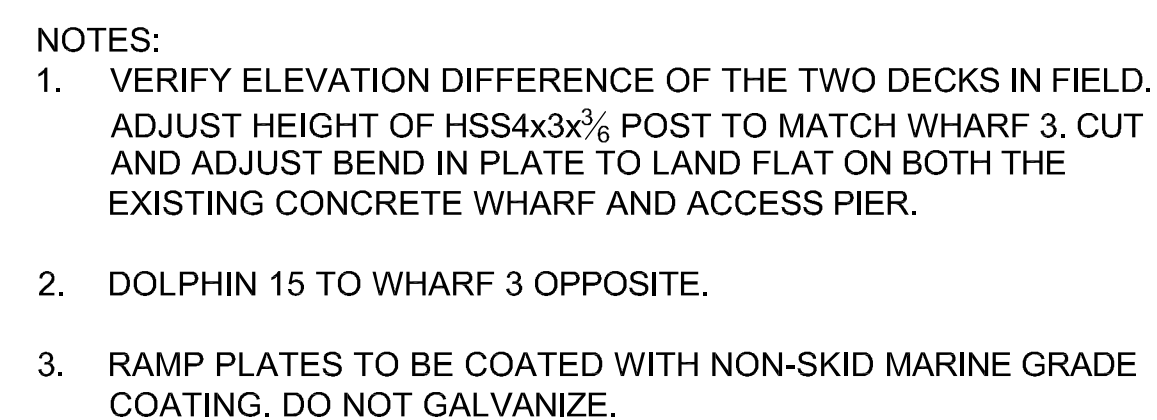 NOTES:
1. VERIFY ELEVATION DIFFERENCE OF THE TWO DECKS IN FIELD.
ADJUST HEIGHT OF HSS4x3x3⁄6 POST TO MATCH WHARF 3. CUT
AND ADJUST BEND IN PLATE TO LAND FLAT ON BOTH THE
EXISTING CONCRETE WHARF AND ACCESS PIER.
2. DOLPHIN 15 TO WHARF 3 OPPOSITE.
3. RAMP PLATES TO BE COATED WITH NON-SKID MARINE GRADE
COATING. DO NOT GALVANIZE.